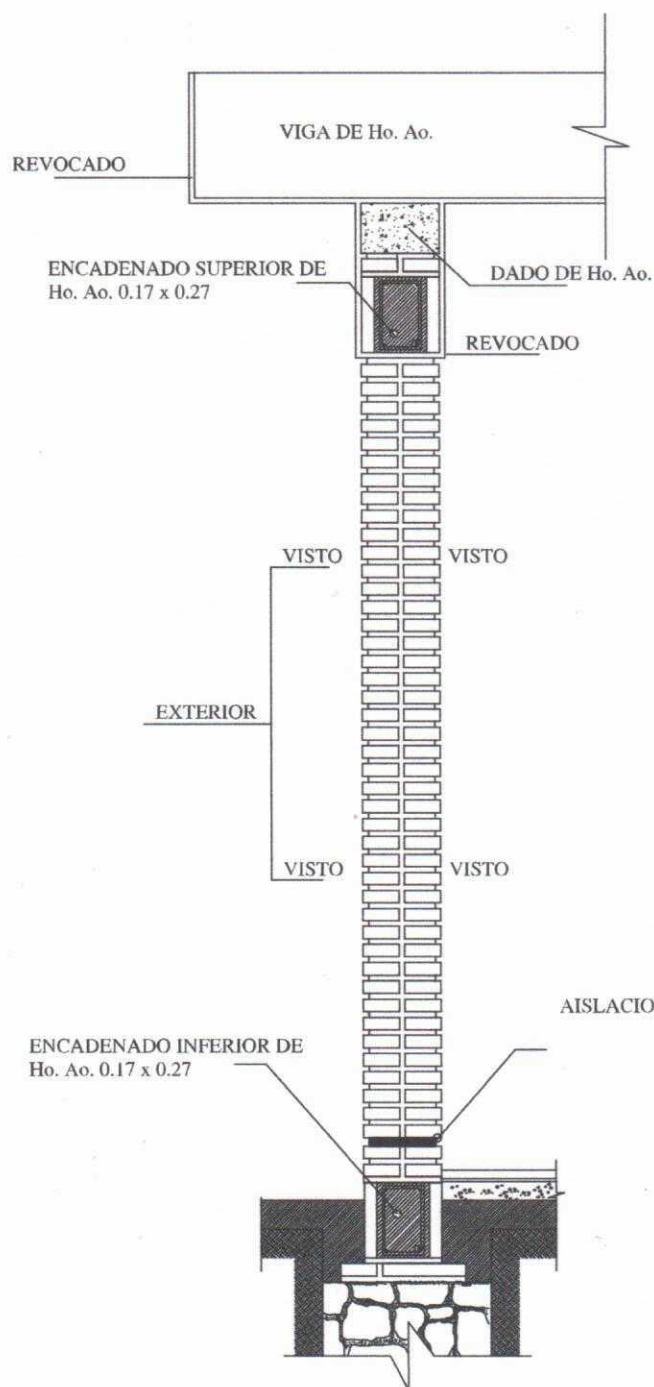 VIGA DE Ho. Ao.
REVOCADO
ENCADENADO SUPERIOR DE
Ho. Ao. 0.17 x 0.27
DADO DE Ho. Ao.
REVOCADO
VISTO
VISTO
EXTERIOR
VISTO
VISTO
AISLACIO
ENCADENADO INFERIOR DE
Ho. Ao. 0.17 x 0.27